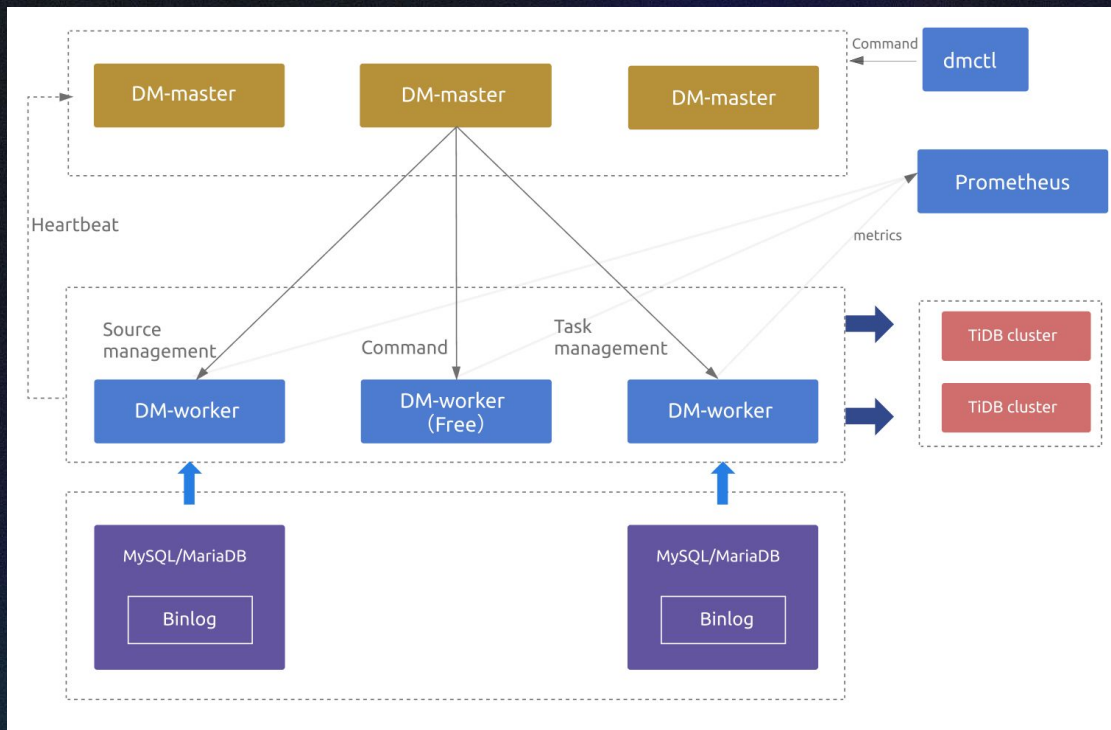 Command
dmctl
DM-master
DM-master
DM-master
Prometheus
Heartbeat
metrics
Source
management
Command
Task
management
TiDB cluster
TiDB cluster
DM-worker
DM-worker
（Free）
DM-worker
MySQL/MariaDB
Binlog
MySQL/MariaDB
Binlog